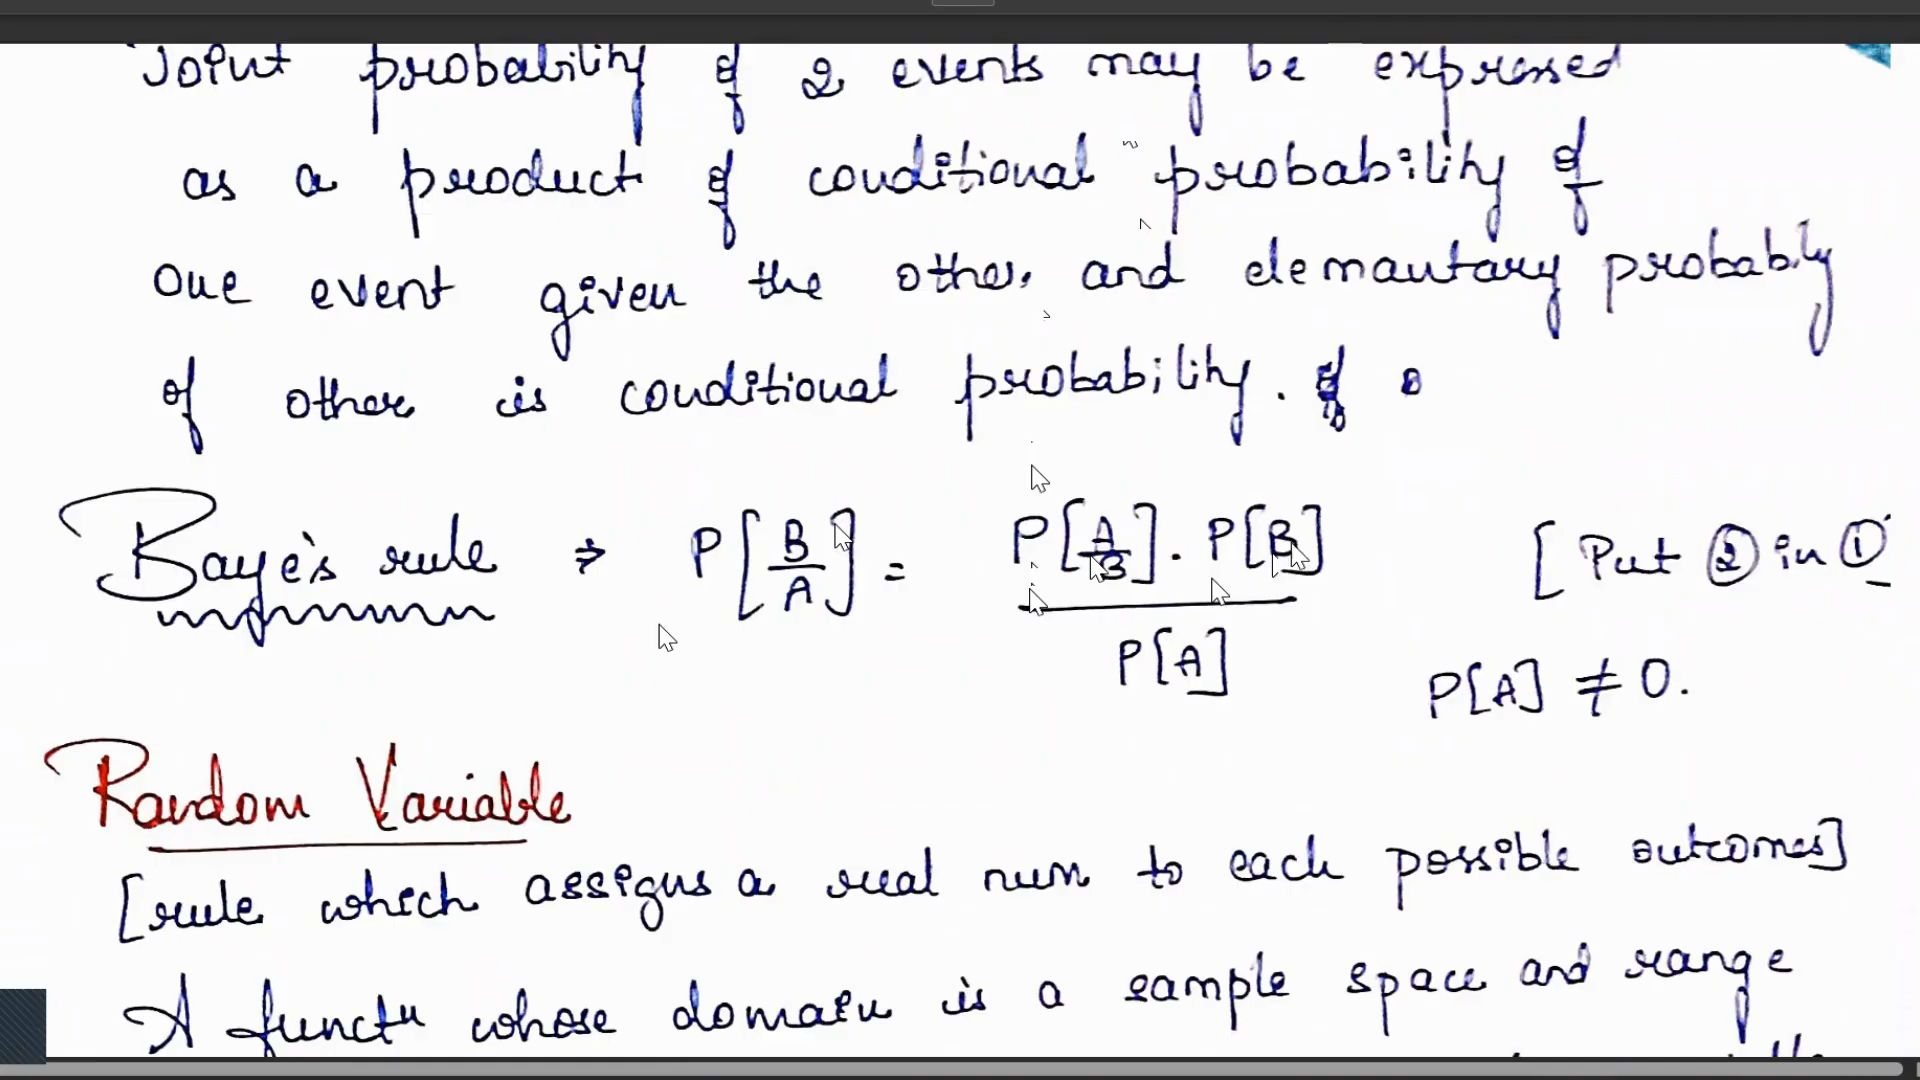 Joint probability of 2 events may be expressed
as a product of conditional probability of
one event given the other and elemantary probably
of other is conditional probability. of
Baye's rule ⇒ P[B/A] = P[A/B] . P[B] / P[A] [Put ② in ①
P[A] ≠ 0.
Random Variable
[rule which assigns a real num to each possible outcomes]
A functn whose domain is a sample space and range